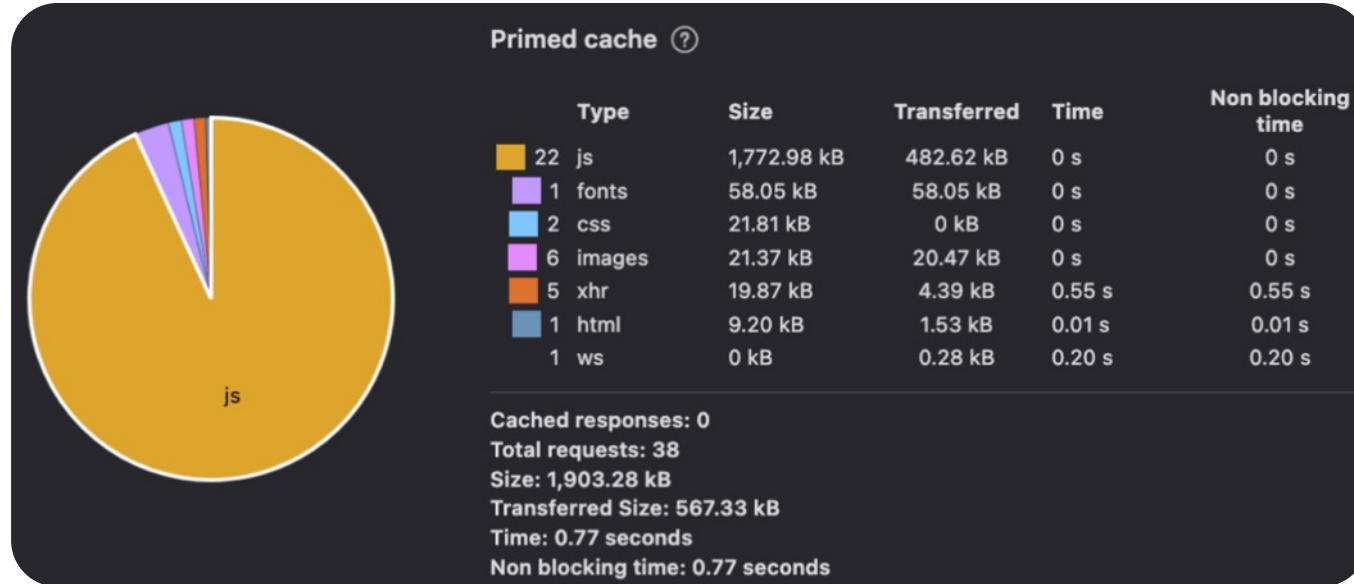 Primed cache ?
Type Size Transferred Time Non blocking time
22 js 1,772.98 kB 482.62 kB 0 s 0 s
1 fonts 58.05 kB 58.05 kB 0 s 0 s
2 css 21.81 kB 0 kB 0 s 0 s
6 images 21.37 kB 20.47 kB 0 s 0 s
5 xhr 19.87 kB 4.39 kB 0.55 s 0.55 s
1 html 9.20 kB 1.53 kB 0.01 s 0.01 s
1 ws 0 kB 0.28 kB 0.20 s 0.20 s
js
Cached responses: 0
Total requests: 38
Size: 1,903.28 kB
Transferred Size: 567.33 kB
Time: 0.77 seconds
Non blocking time: 0.77 seconds